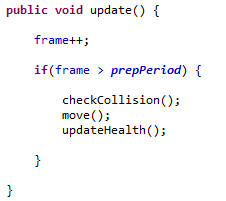 public void update() {
frame++;
if(frame > prepPeriod) {
checkCollision();
move();
updateHealth();
}
}